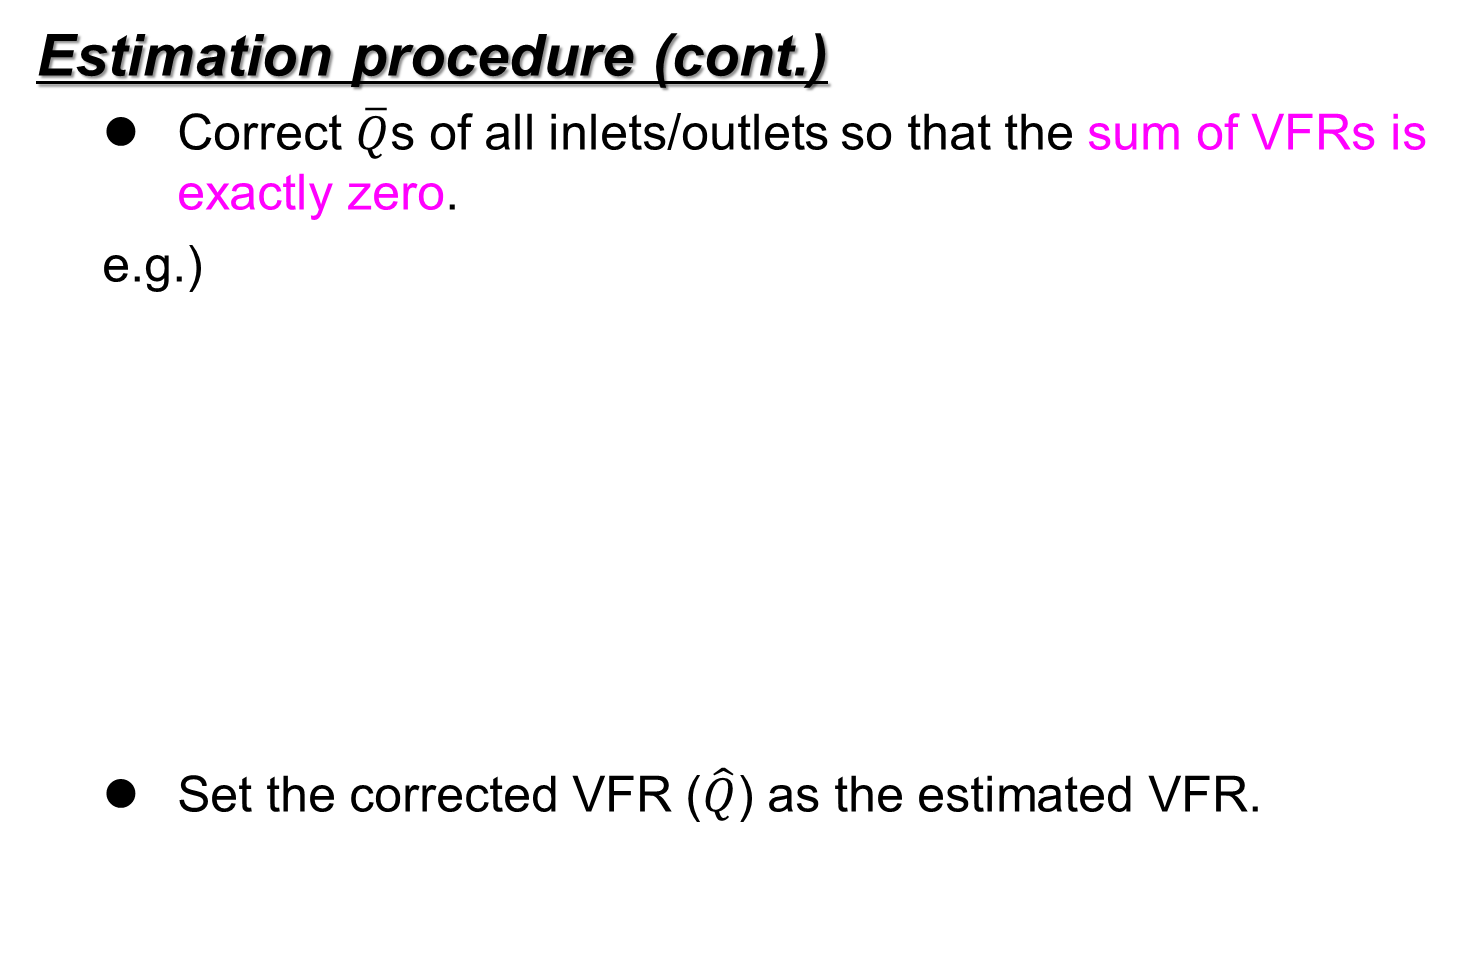 Estimation procedure (cont.)
● Correct Q̄s of all inlets/outlets so that the sum of VFRs is
exactly zero.
e.g.)
● Set the corrected VFR (Q̂) as the estimated VFR.